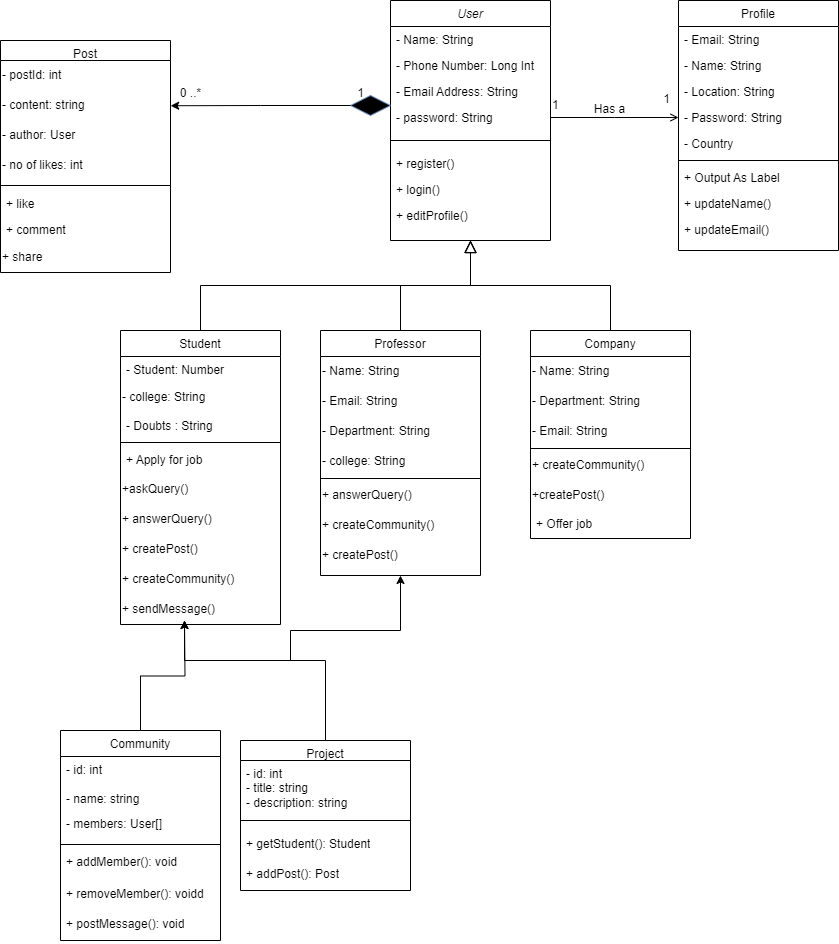 User
- Name: String
- Phone Number: Long Int
- Email Address: String
- password: String
+ register()
+ login()
+ editProfile()
Profile
- Email: String
- Name: String
- Location: String
- Password: String
- Country
+ Output As Label
+ updateName()
+ updateEmail()
Post
- postId: int
- content: string
- author: User
- no of likes: int
+ like
+ comment
+ share
0 ..*
1
1
Has a
1
Student
- Student: Number
- college: String
- Doubts : String
+ Apply for job
+askQuery()
+ answerQuery()
+ createPost()
+ createCommunity()
+ sendMessage()
Professor
- Name: String
- Email: String
- Department: String
- college: String
+ answerQuery()
+ createCommunity()
+ createPost()
Company
- Name: String
- Department: String
- Email: String
+ createCommunity()
+createPost()
+ Offer job
Community
- id: int
- name: string
- members: User[]
+ addMember(): void
+ removeMember(): voidd
+ postMessage(): void
Project
- id: int
- title: string
- description: string
+ getStudent(): Student
+ addPost(): Post